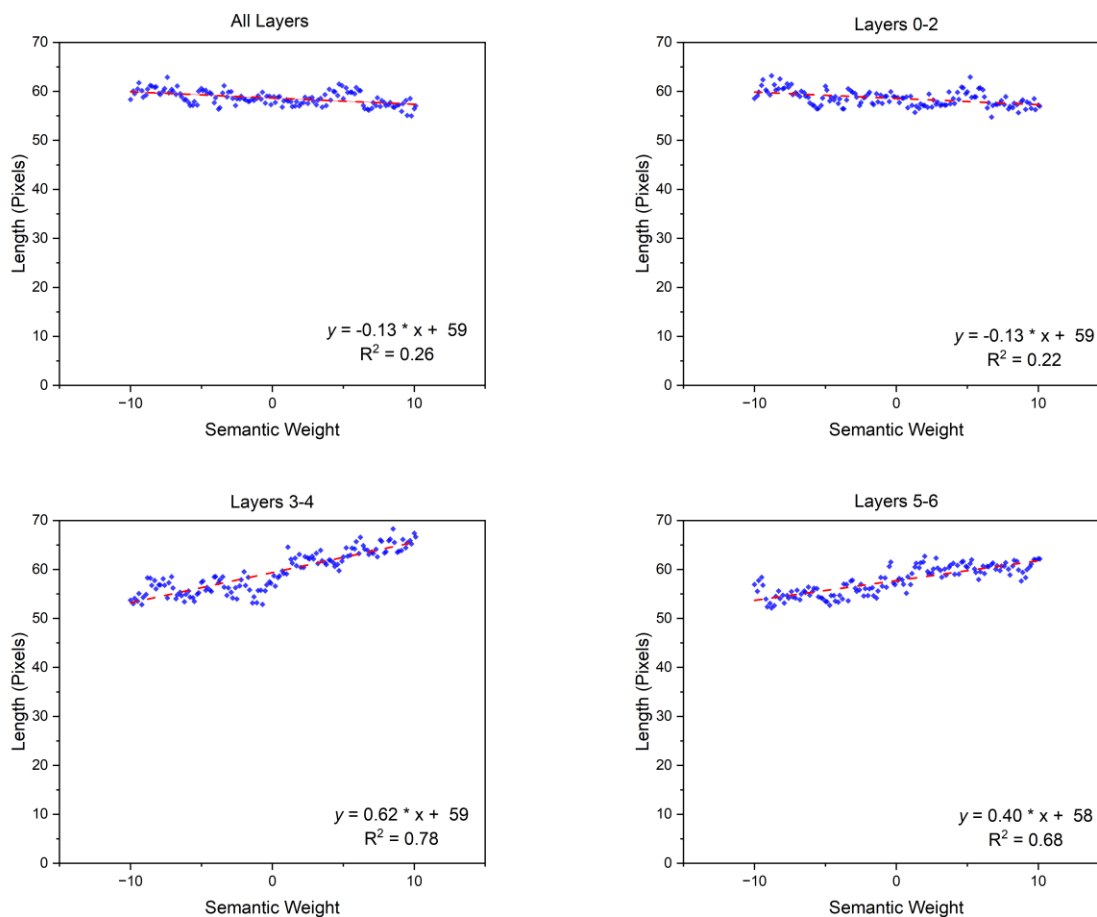 All Layers
70
60
50
40
30
20
10
0
Length (Pixels)
y = -0.13 * x + 59
R² = 0.26
−10 0 10
Semantic Weight
Layers 0-2
70
60
50
40
30
20
10
0
Length (Pixels)
y = -0.13 * x + 59
R² = 0.22
−10 0 10
Semantic Weight
Layers 3-4
70
60
50
40
30
20
10
0
Length (Pixels)
y = 0.62 * x + 59
R² = 0.78
−10 0 10
Semantic Weight
Layers 5-6
70
60
50
40
30
20
10
0
Length (Pixels)
y = 0.40 * x + 58
R² = 0.68
−10 0 10
Semantic Weight